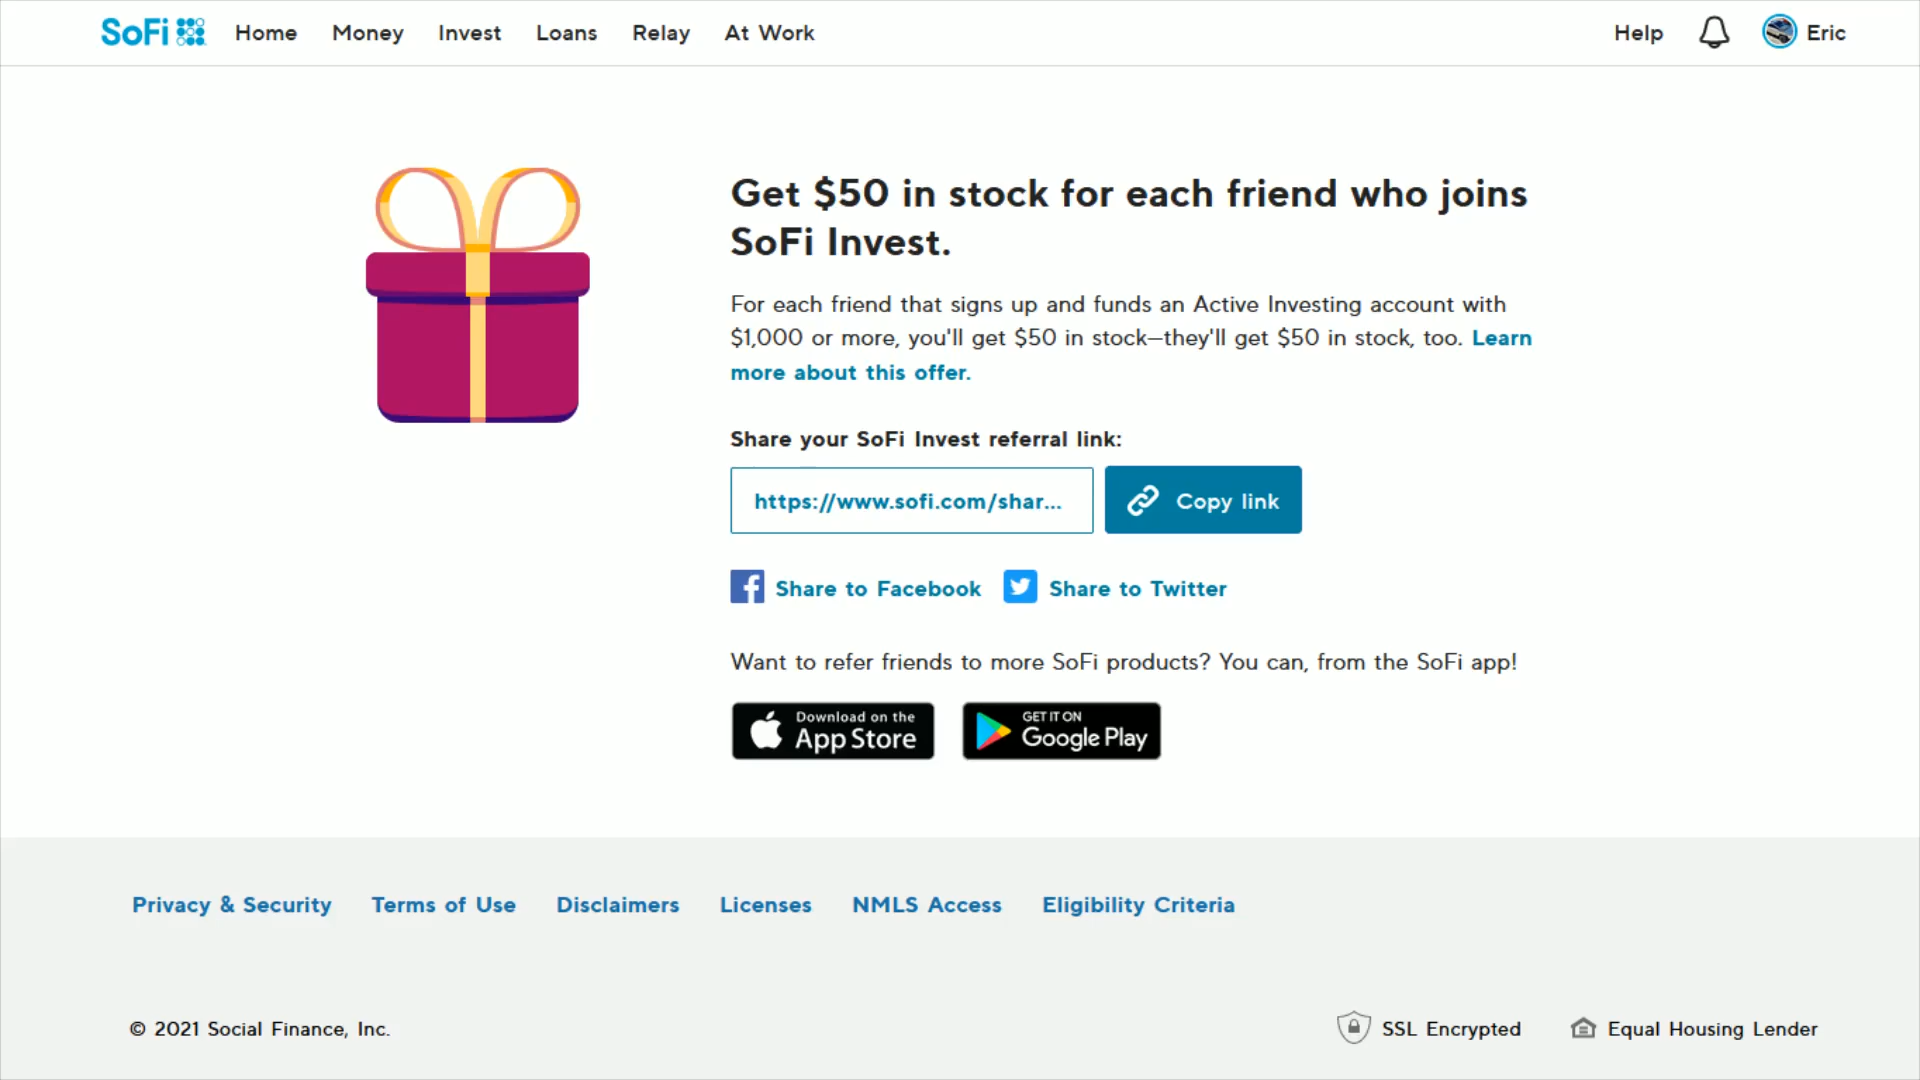 SoFi Home Money Invest Loans Relay At Work Help Eric
Get $50 in stock for each friend who joins
SoFi Invest.
For each friend that signs up and funds an Active Investing account with
$1,000 or more, you'll get $50 in stock—they'll get $50 in stock, too. Learn
more about this offer.
Share your SoFi Invest referral link:
https://www.sofi.com/shar... Copy link
Share to Facebook Share to Twitter
Want to refer friends to more SoFi products? You can, from the SoFi app!
Download on the
App Store
GET IT ON
Google Play
Privacy & Security Terms of Use Disclaimers Licenses NMLS Access Eligibility Criteria
© 2021 Social Finance, Inc. SSL Encrypted Equal Housing Lender